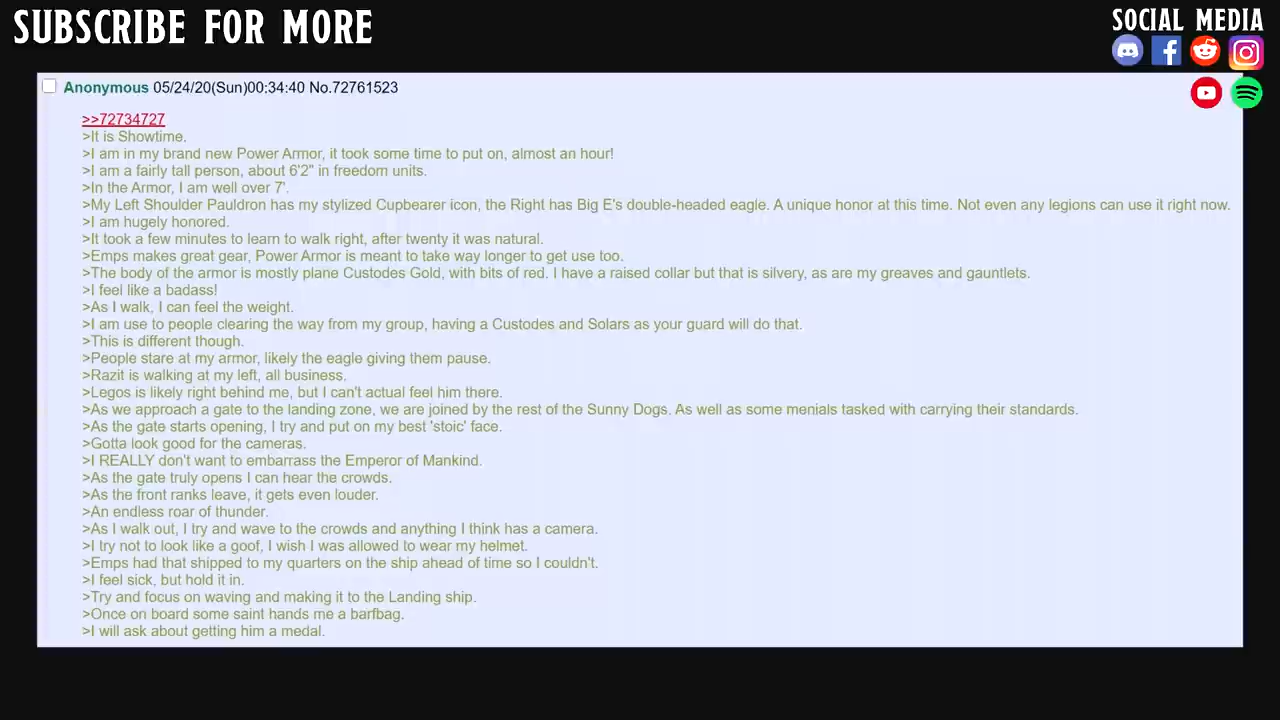 SUBSCRIBE FOR MORE
SOCIAL MEDIA
Anonymous 05/24/20(Sun)00:34:40 No.72761523
>>72734727
>It is Showtime.
>I am in my brand new Power Armor, it took some time to put on, almost an hour!
>I am a fairly tall person, about 6'2" in freedom units.
>In the Armor, I am well over 7'.
>My Left Shoulder Pauldron has my stylized Cupbearer icon, the Right has Big E's double-headed eagle. A unique honor at this time. Not even any legions can use it right now.
>I am hugely honored.
>It took a few minutes to learn to walk right, after twenty it was natural.
>Emps makes great gear, Power Armor is meant to take way longer to get use too.
>The body of the armor is mostly plane Custodes Gold, with bits of red. I have a raised collar but that is silvery, as are my greaves and gauntlets.
>I feel like a badass!
>As I walk, I can feel the weight.
>I am use to people clearing the way from my group, having a Custodes and Solars as your guard will do that.
>This is different though.
>People stare at my armor, likely the eagle giving them pause.
>Razit is walking at my left, all business.
>Legos is likely right behind me, but I can't actual feel him there.
>As we approach a gate to the landing zone, we are joined by the rest of the Sunny Dogs. As well as some menials tasked with carrying their standards.
>As the gate starts opening, I try and put on my best 'stoic' face.
>Gotta look good for the cameras.
>I REALLY don't want to embarrass the Emperor of Mankind.
>As the gate truly opens I can hear the crowds.
>As the front ranks leave, it gets even louder.
>An endless roar of thunder.
>As I walk out, I try and wave to the crowds and anything I think has a camera.
>I try not to look like a goof, I wish I was allowed to wear my helmet.
>Emps had that shipped to my quarters on the ship ahead of time so I couldn't.
>I feel sick, but hold it in.
>Try and focus on waving and making it to the Landing ship.
>Once on board some saint hands me a barfbag.
>I will ask about getting him a medal.